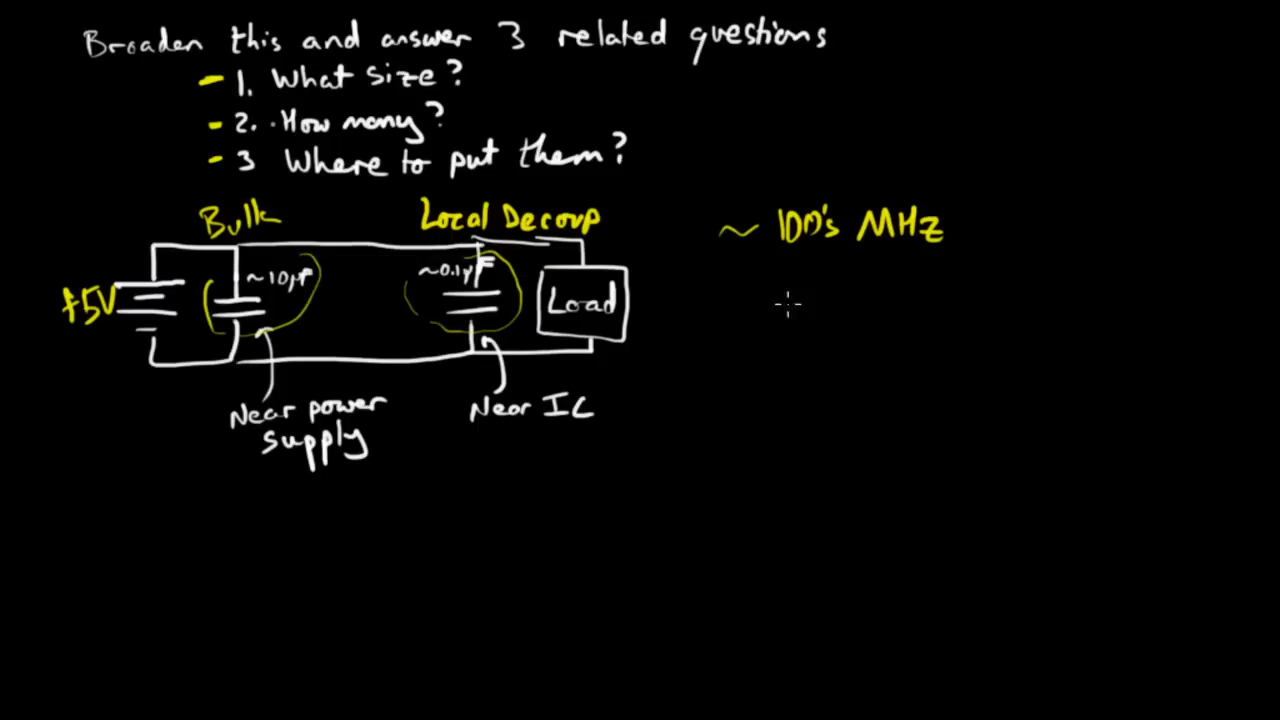 Broaden this and answer 3 related questions
- 1. What size?
- 2. How many?
- 3 Where to put them?
Bulk
Local Decoup
~ 100's MHz
+5V
~10µF
~0.1µF
Load
Near power
supply
Near IC